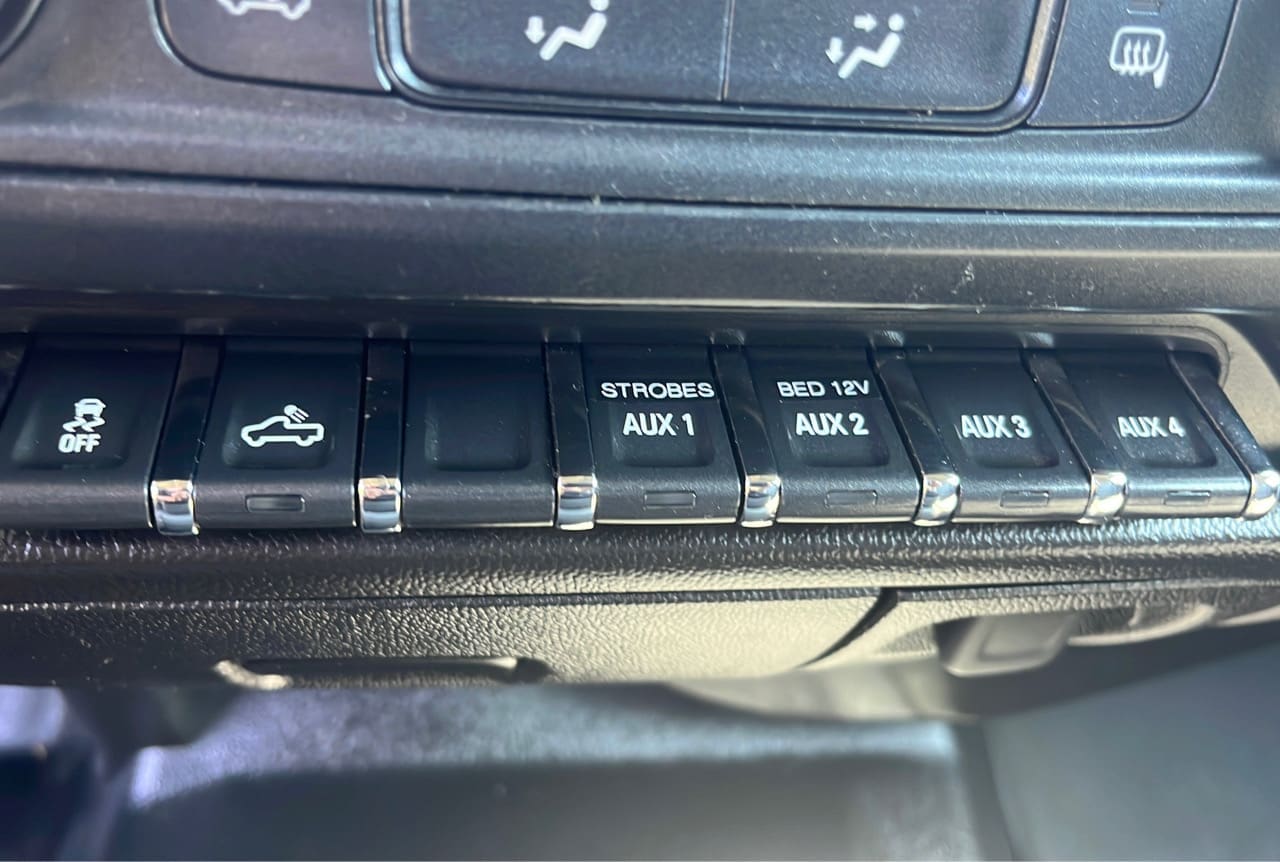 OFF
STROBES
AUX 1
BED 12V
AUX 2
AUX 3
AUX 4